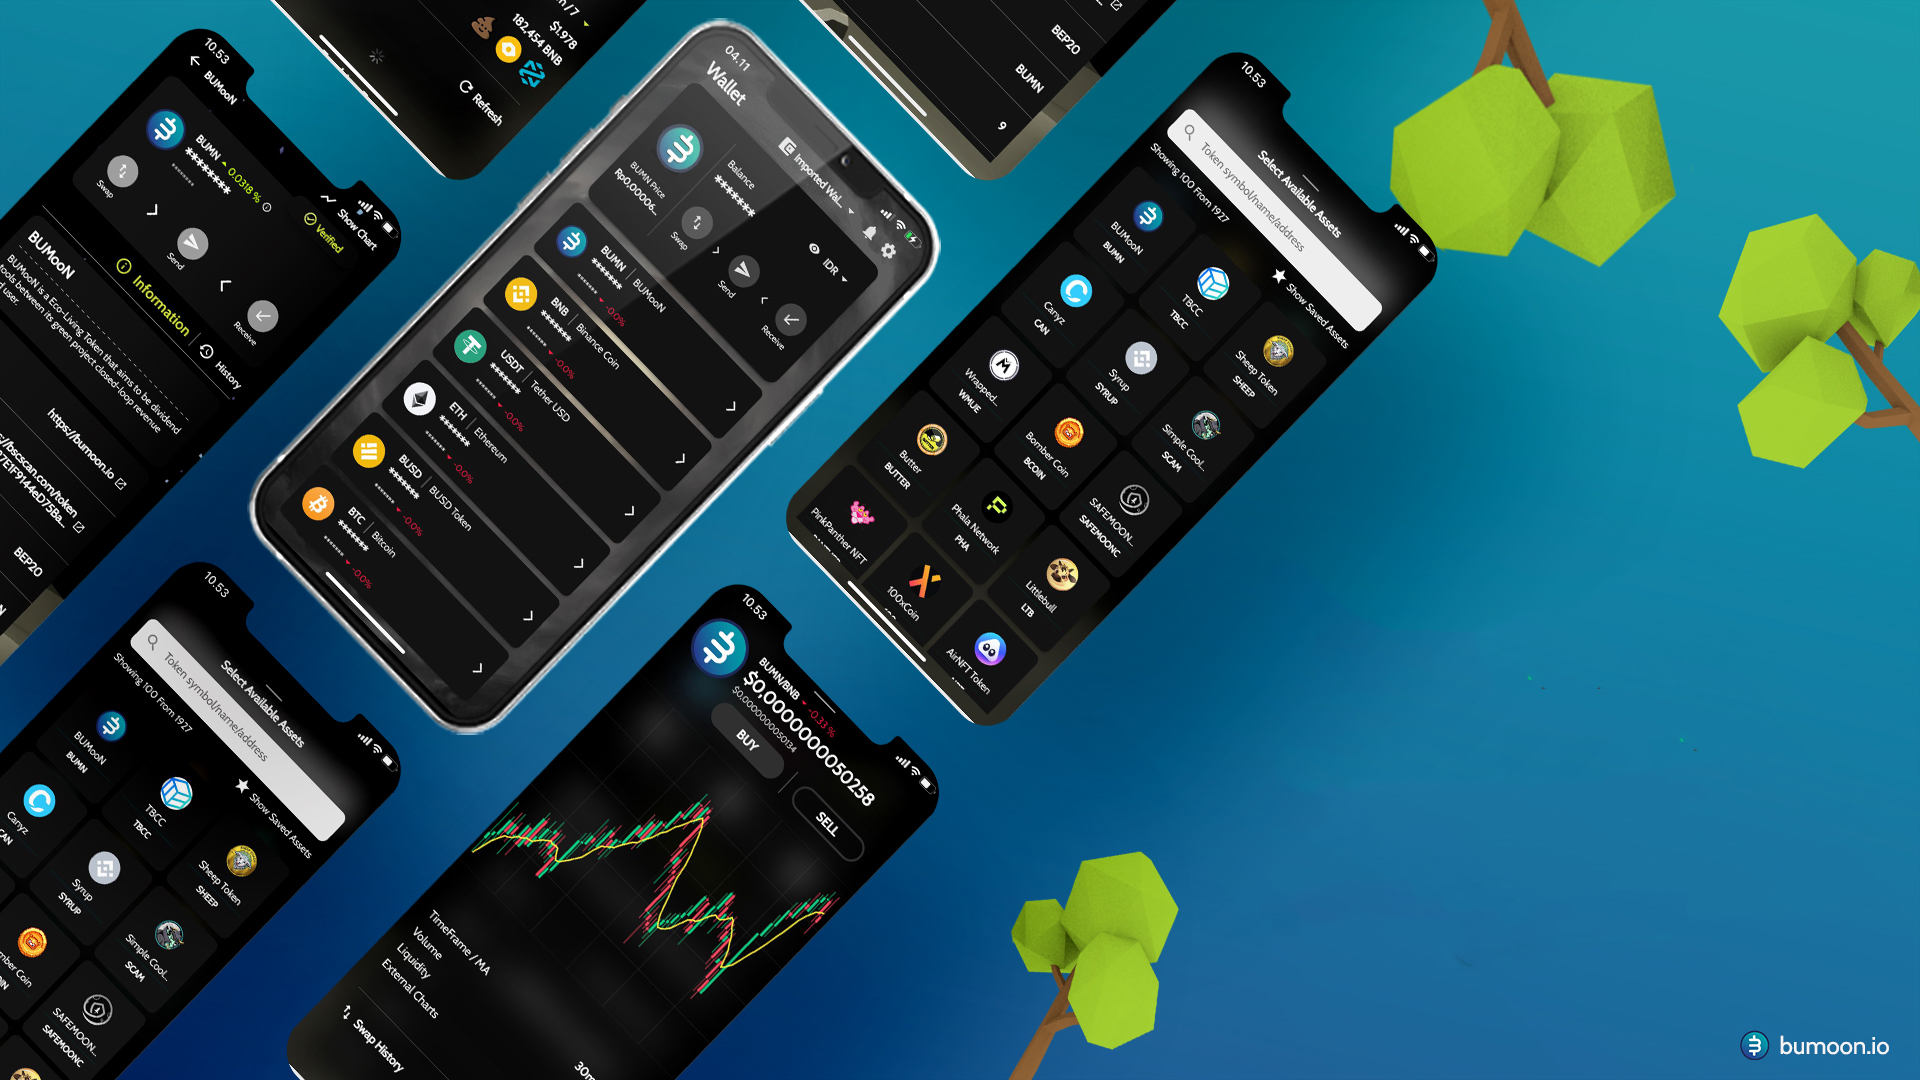 10.53
BUMooN
BUMN
0.0318 %
*******
*******
Swap
Send
Receive
Show Chart
Verified
Information
History
BUMooN
BUMooN is a Eco-Living Token that aims to be dividend
tools between its green project closed-loop revenue
https://bumoon.io
BEP20
$1.978
182,454 BNB
Refresh
04.11
Wallet
Imported Wal...
Balance
*******
BUMN Price
Rp0,00006...
IDR
Swap
Send
Receive
BUMN | BUMooN
*******
******* -0.0%
BNB | Binance Coin
*******
******* -0.0%
USDT | Tether USD
*******
******* -0.0%
ETH | Ethereum
*******
******* -0.0%
BUSD | BUSD Token
*******
******* -0.0%
BTC | Bitcoin
*******
******* -0.0%
BEP20
BUMN
9
10.53
Select Available Assets
Token symbol/name/address
Showing 100 From 1927
Show Saved Assets
BUMooN
BUMN
TBCC
TBCC
Sheep Token
SHEEP
Canyz
CAN
Syrup
SYRUP
Simple Cool...
SCAM
Wrapped...
WMUE
Bomber Coin
BCOIN
SAFEMOON...
SAFEMOONC
Butter
BUTTER
Phala Network
PHA
Littlebull
LTB
PinkPanther NFT
100xCoin
AirNFT Token
10.53
Select Available Assets
Token symbol/name/address
Showing 100 From 1927
Show Saved Assets
BUMooN
BUMN
TBCC
TBCC
Sheep Token
SHEEP
Canyz
CAN
Syrup
SYRUP
Simple Cool...
SCAM
SAFEMOON...
SAFEMOONC
10.53
BUMN/BNB -0.33 %
$0,0000000050258
$0.00000000050134
BUY
SELL
TimeFrame / MA
Volume
Liquidity
External Charts
Swap History
bumoon.io